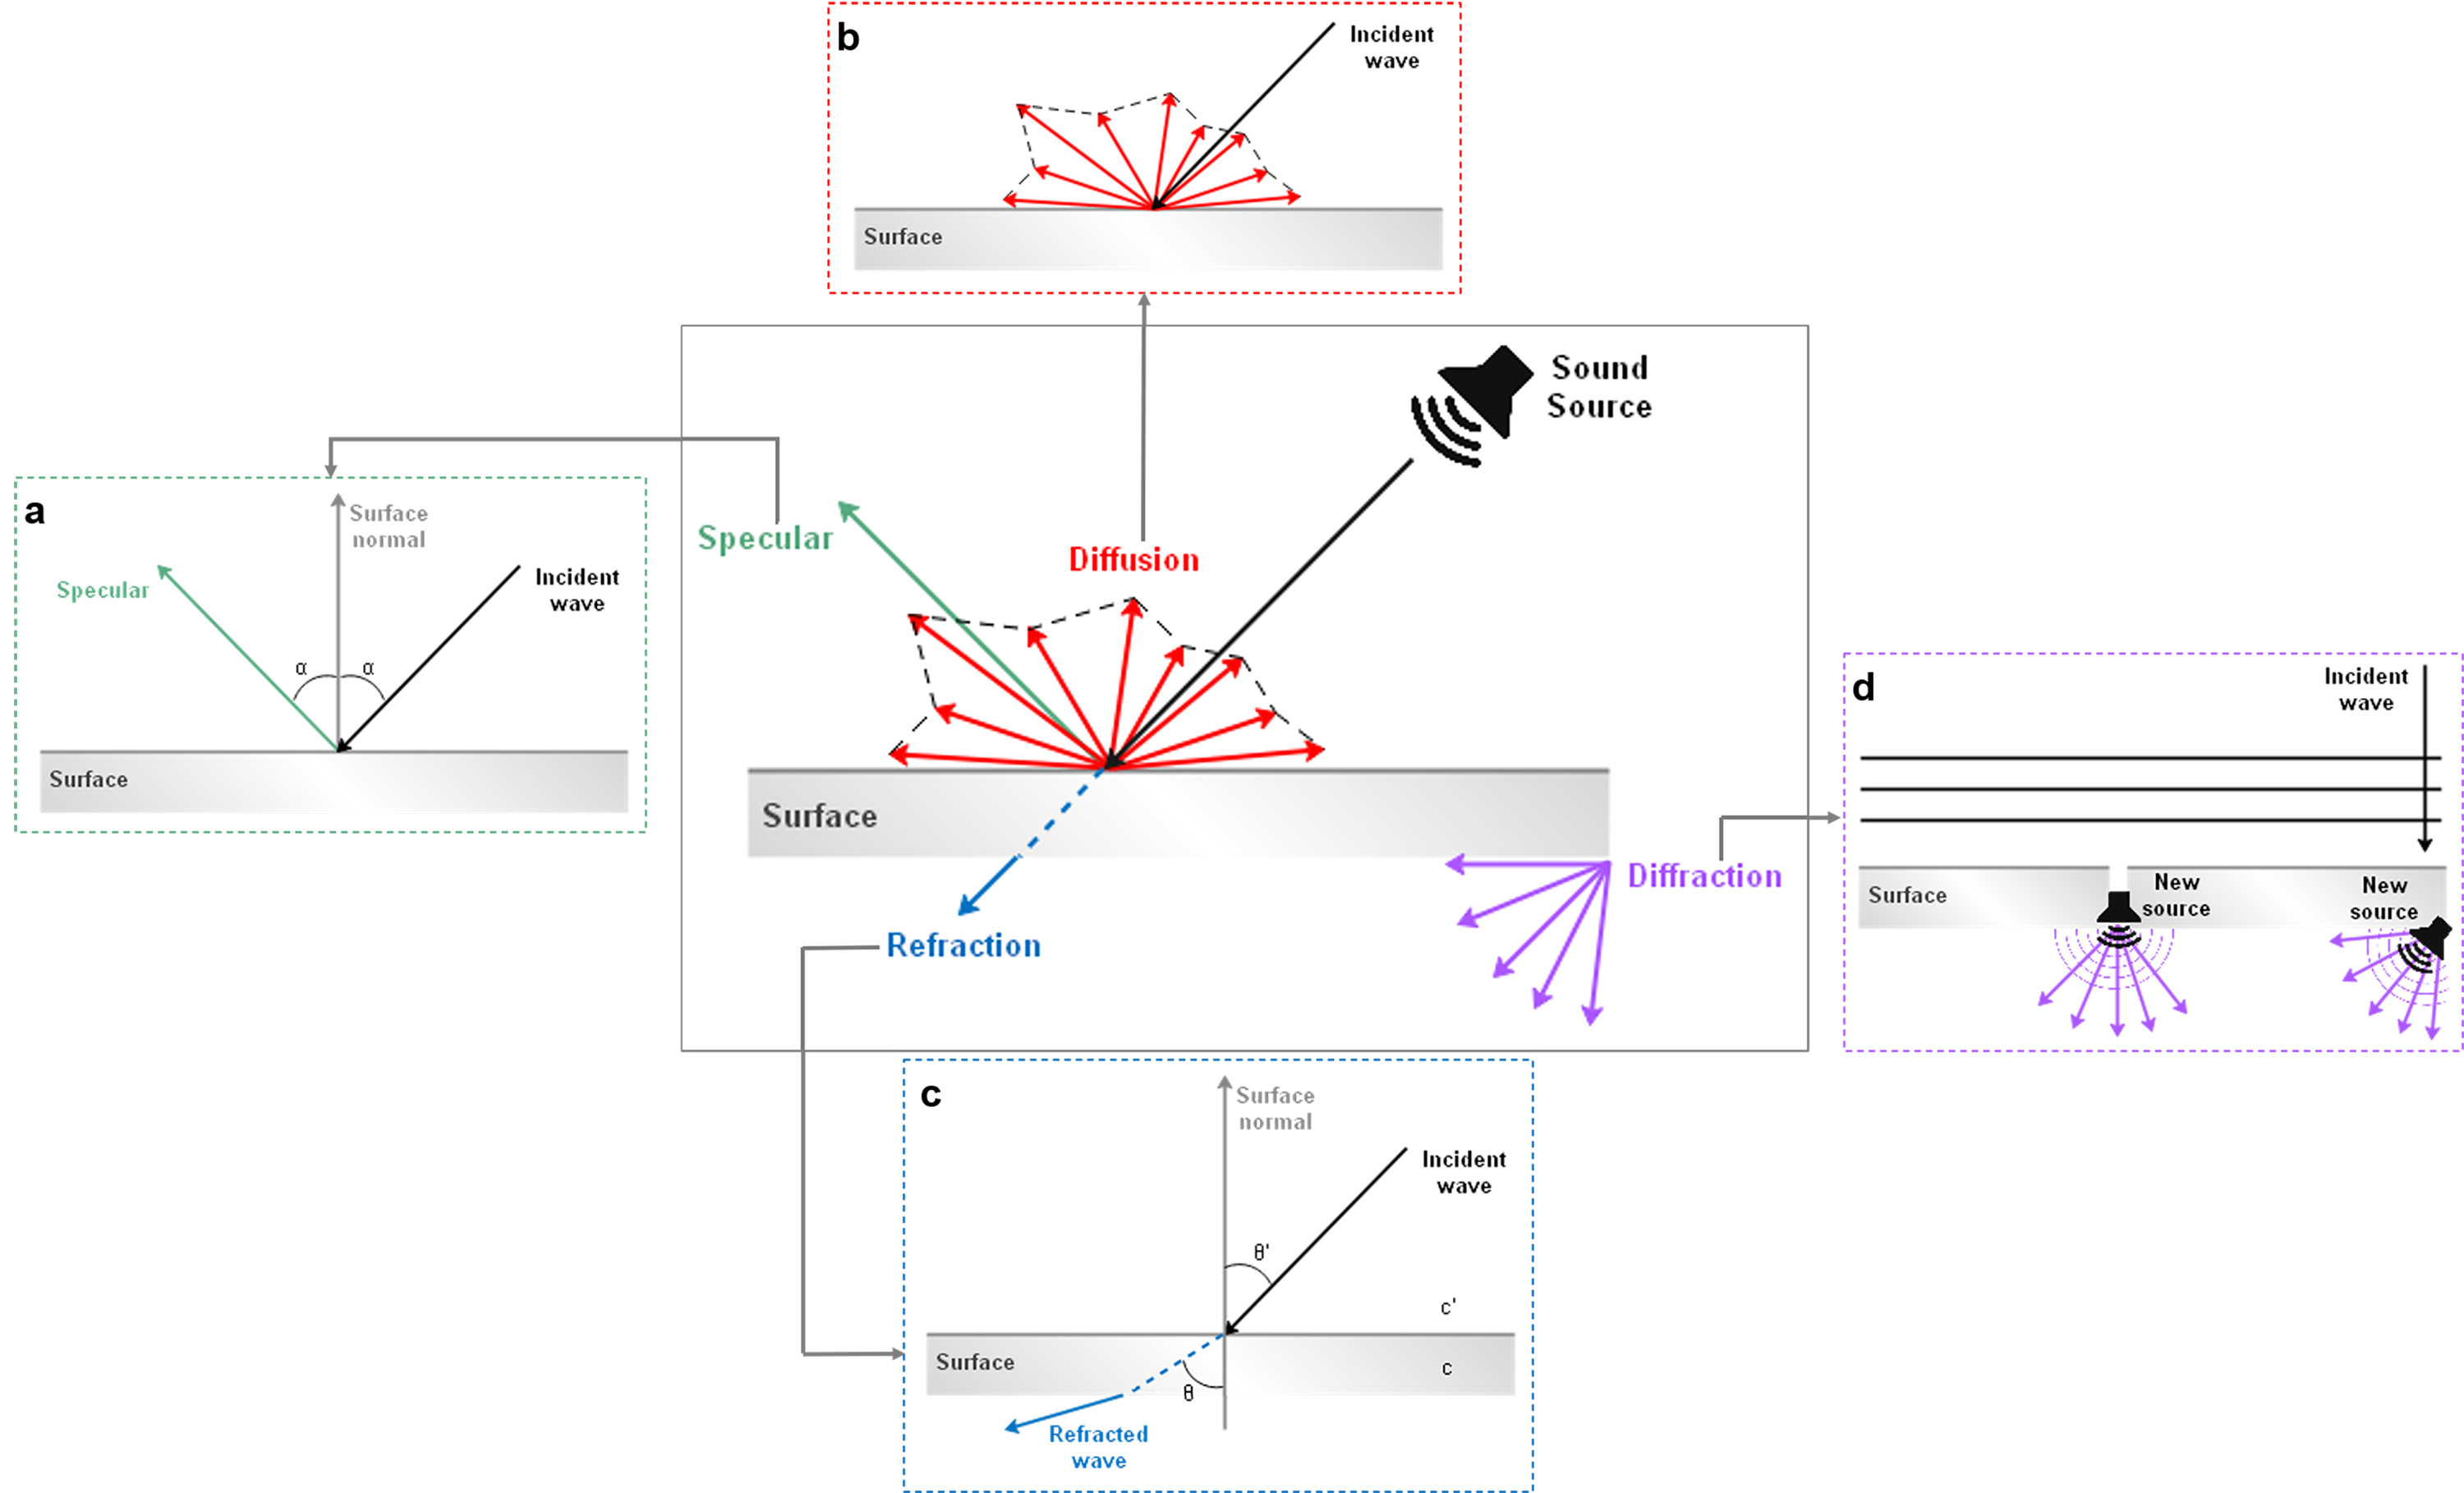 b
Incident
wave
Surface
Sound
Source
Specular
Diffusion
Surface
Refraction
Diffraction
a
Surface
normal
Specular
Incident
wave
α
α
Surface
d
Incident
wave
Surface
New
source
New
source
c
Surface
normal
Incident
wave
θ'
c'
Surface
c
θ
Refracted
wave